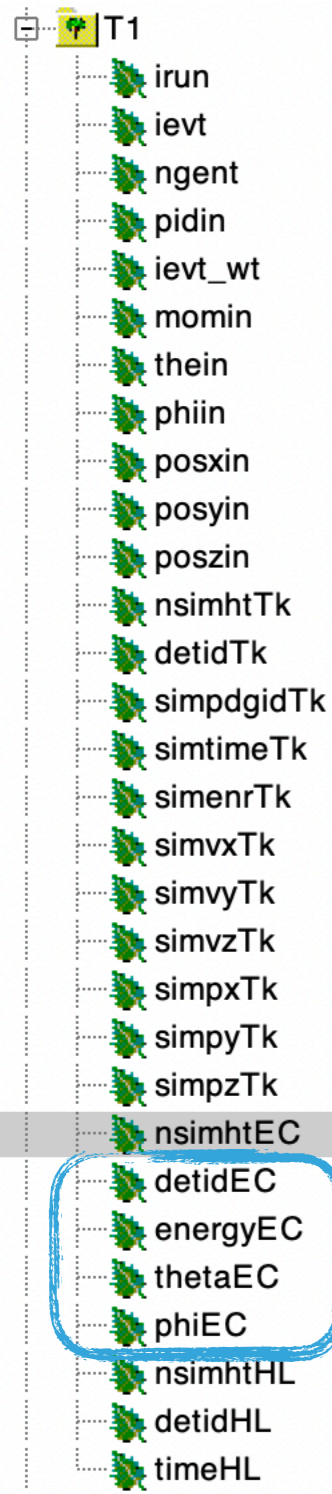 T1
irun
ievt
ngent
pidin
ievt_wt
momin
thein
phiin
posxin
posyin
poszin
nsimhtTk
detidTk
simpdgidTk
simtimeTk
simenrTk
simvxTk
simvyTk
simvzTk
simpxTk
simpyTk
simpzTk
nsimhtEC
detidEC
energyEC
thetaEC
phiEC
nsimhtHL
detidHL
timeHL